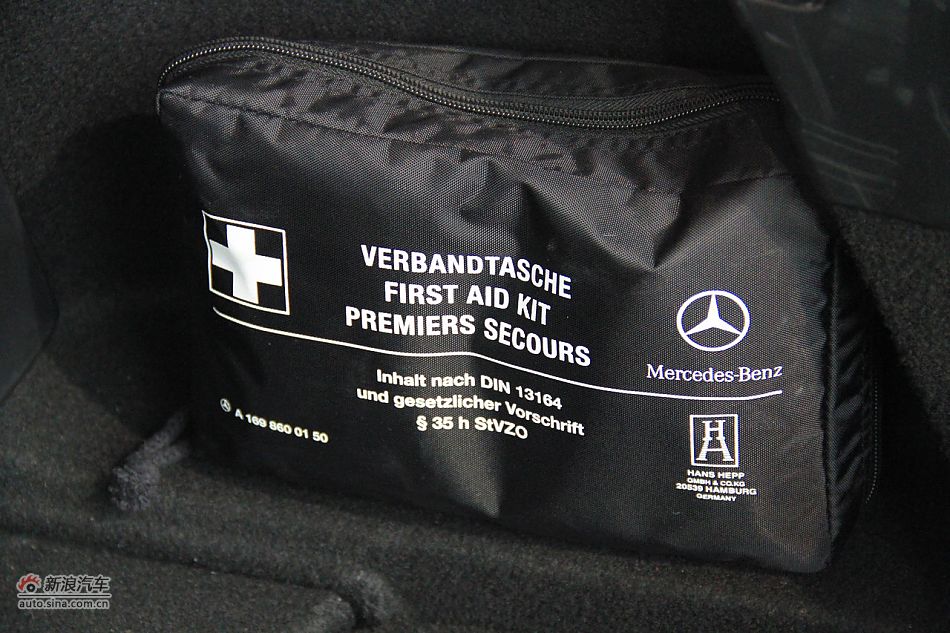 VERBANDTASCHE
FIRST AID KIT
PREMIERS SECOURS
Mercedes-Benz
Inhalt nach DIN 13164
und gesetzlicher Vorschrift
§ 35 h StVZO
A 169 860 01 50
HANS HEPP
GMBH & CO.KG
20539 HAMBURG
GERMANY
新浪汽车
auto.sina.com.cn